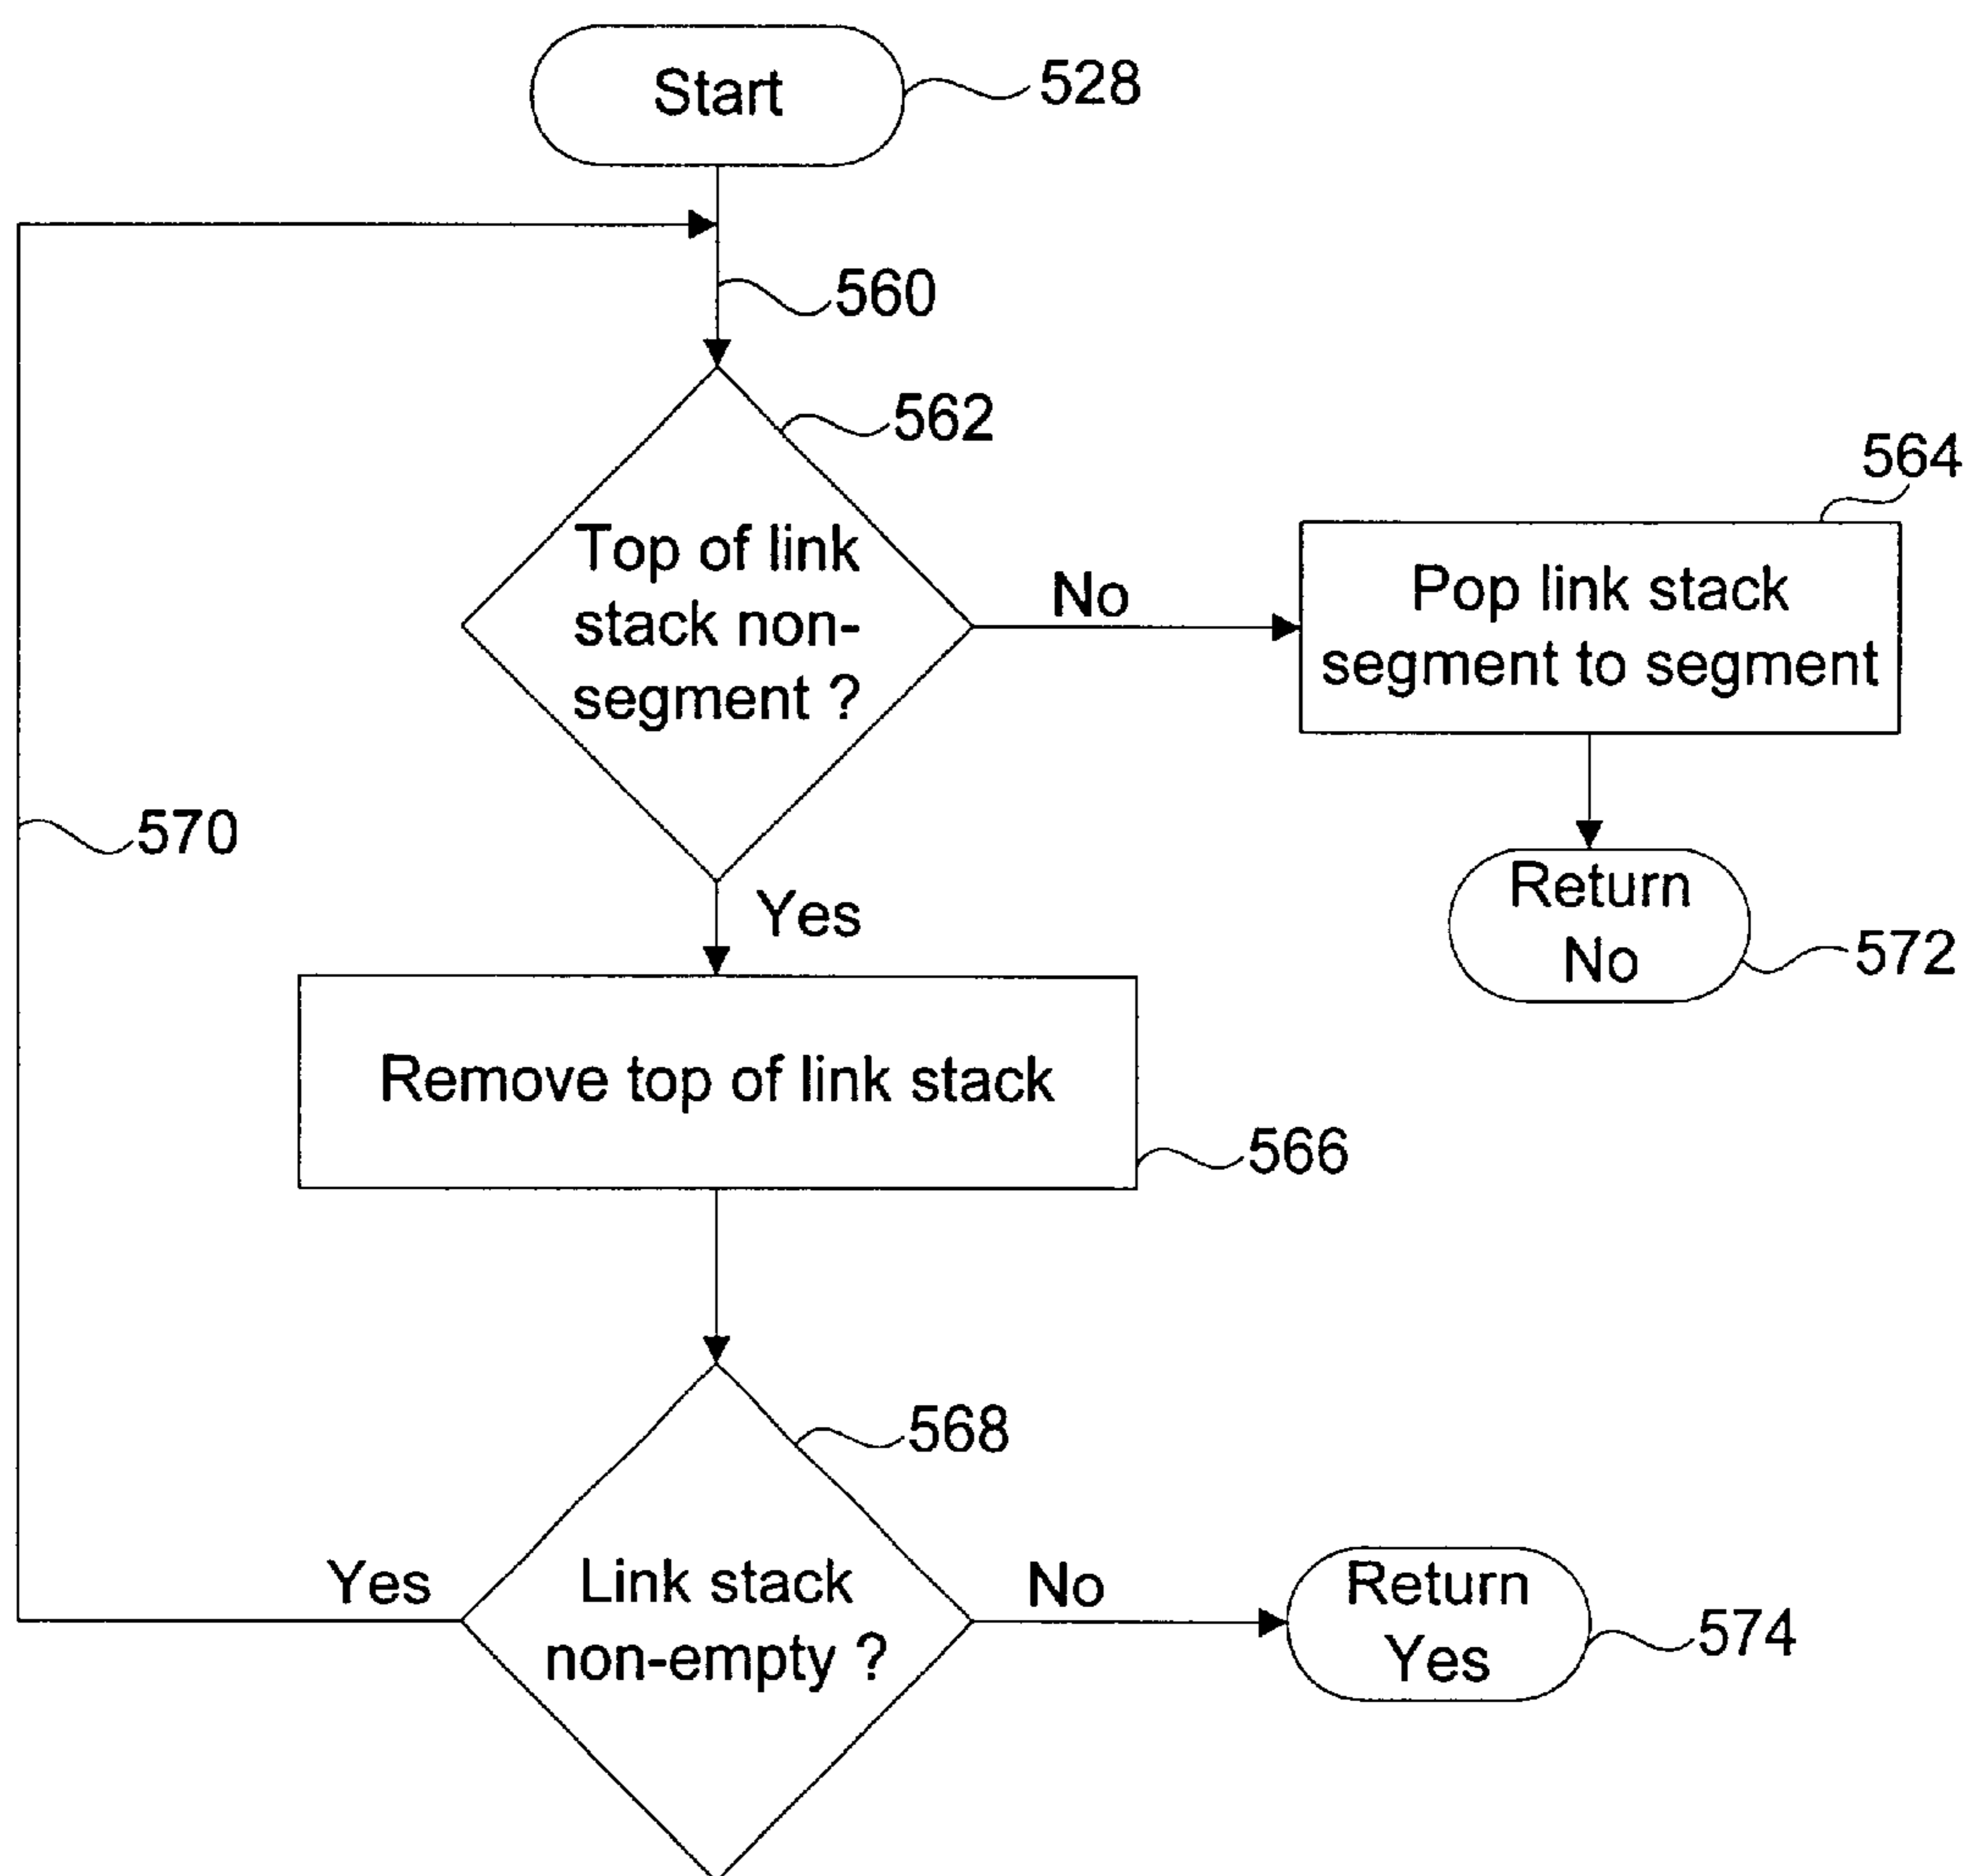 Start
528
560
562
Top of link
stack non-
segment ?
No
564
Pop link stack
segment to segment
Return
No
572
570
Yes
Remove top of link stack
566
568
Link stack
non-empty ?
Yes
No
Return
Yes
574